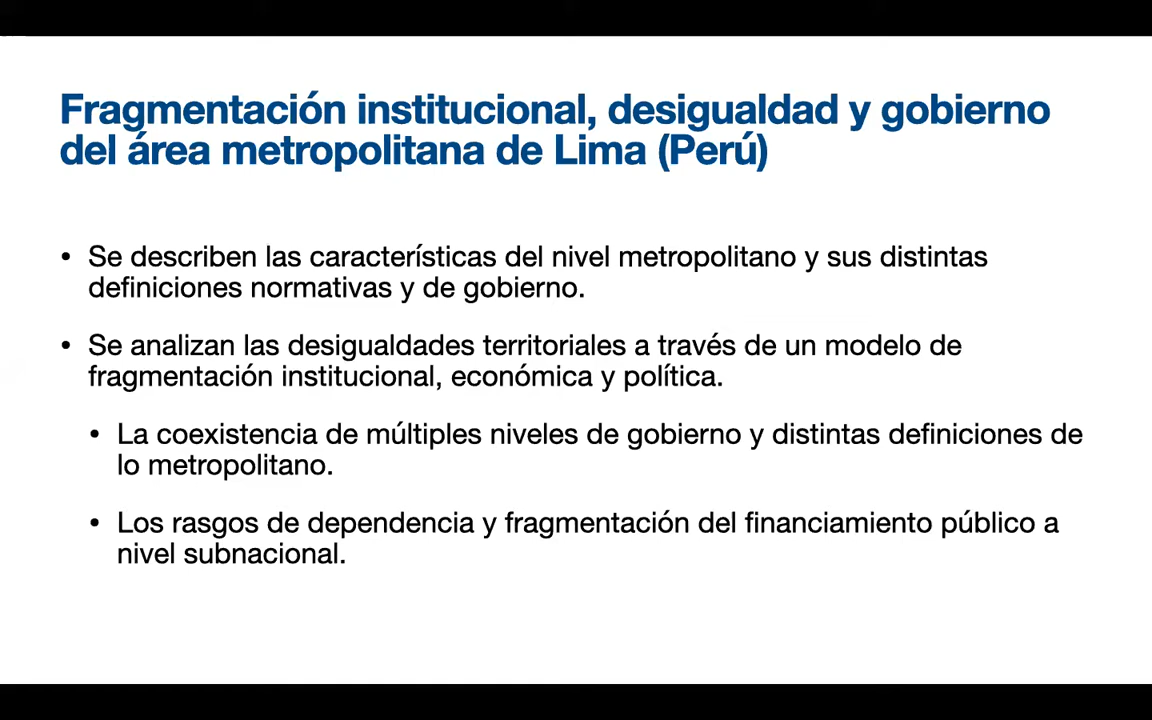 Fragmentación institucional, desigualdad y gobierno
del área metropolitana de Lima (Perú)
• Se describen las características del nivel metropolitano y sus distintas
definiciones normativas y de gobierno.
• Se analizan las desigualdades territoriales a través de un modelo de
fragmentación institucional, económica y política.
• La coexistencia de múltiples niveles de gobierno y distintas definiciones de
lo metropolitano.
• Los rasgos de dependencia y fragmentación del financiamiento público a
nivel subnacional.